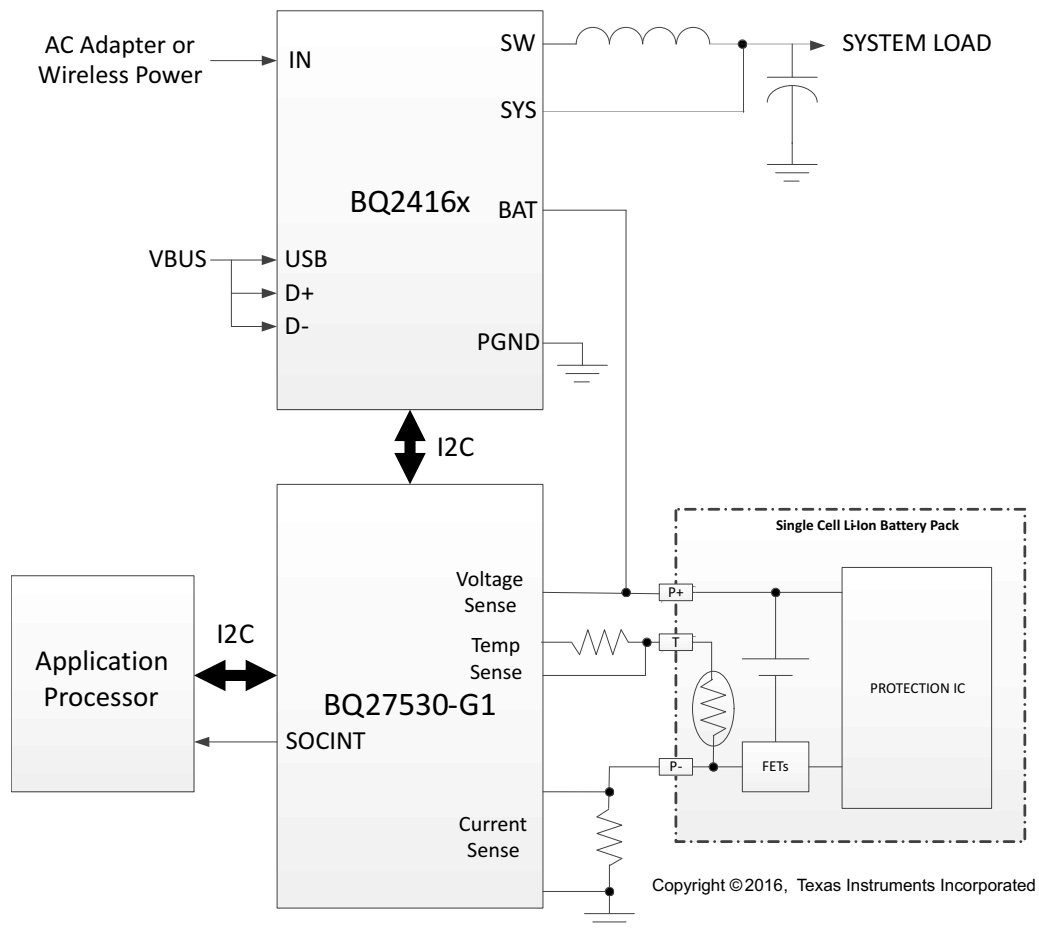 AC Adapter or
Wireless Power
IN
SW
SYSTEM LOAD
SYS
BQ2416x
BAT
VBUS
USB
D+
D-
PGND
I2C
Single Cell Li-Ion Battery Pack
Voltage
Sense
P+
Temp
Sense
T
I2C
Application
Processor
BQ27530-G1
PROTECTION IC
SOCINT
P-
FETs
Current
Sense
Copyright © 2016, Texas Instruments Incorporated